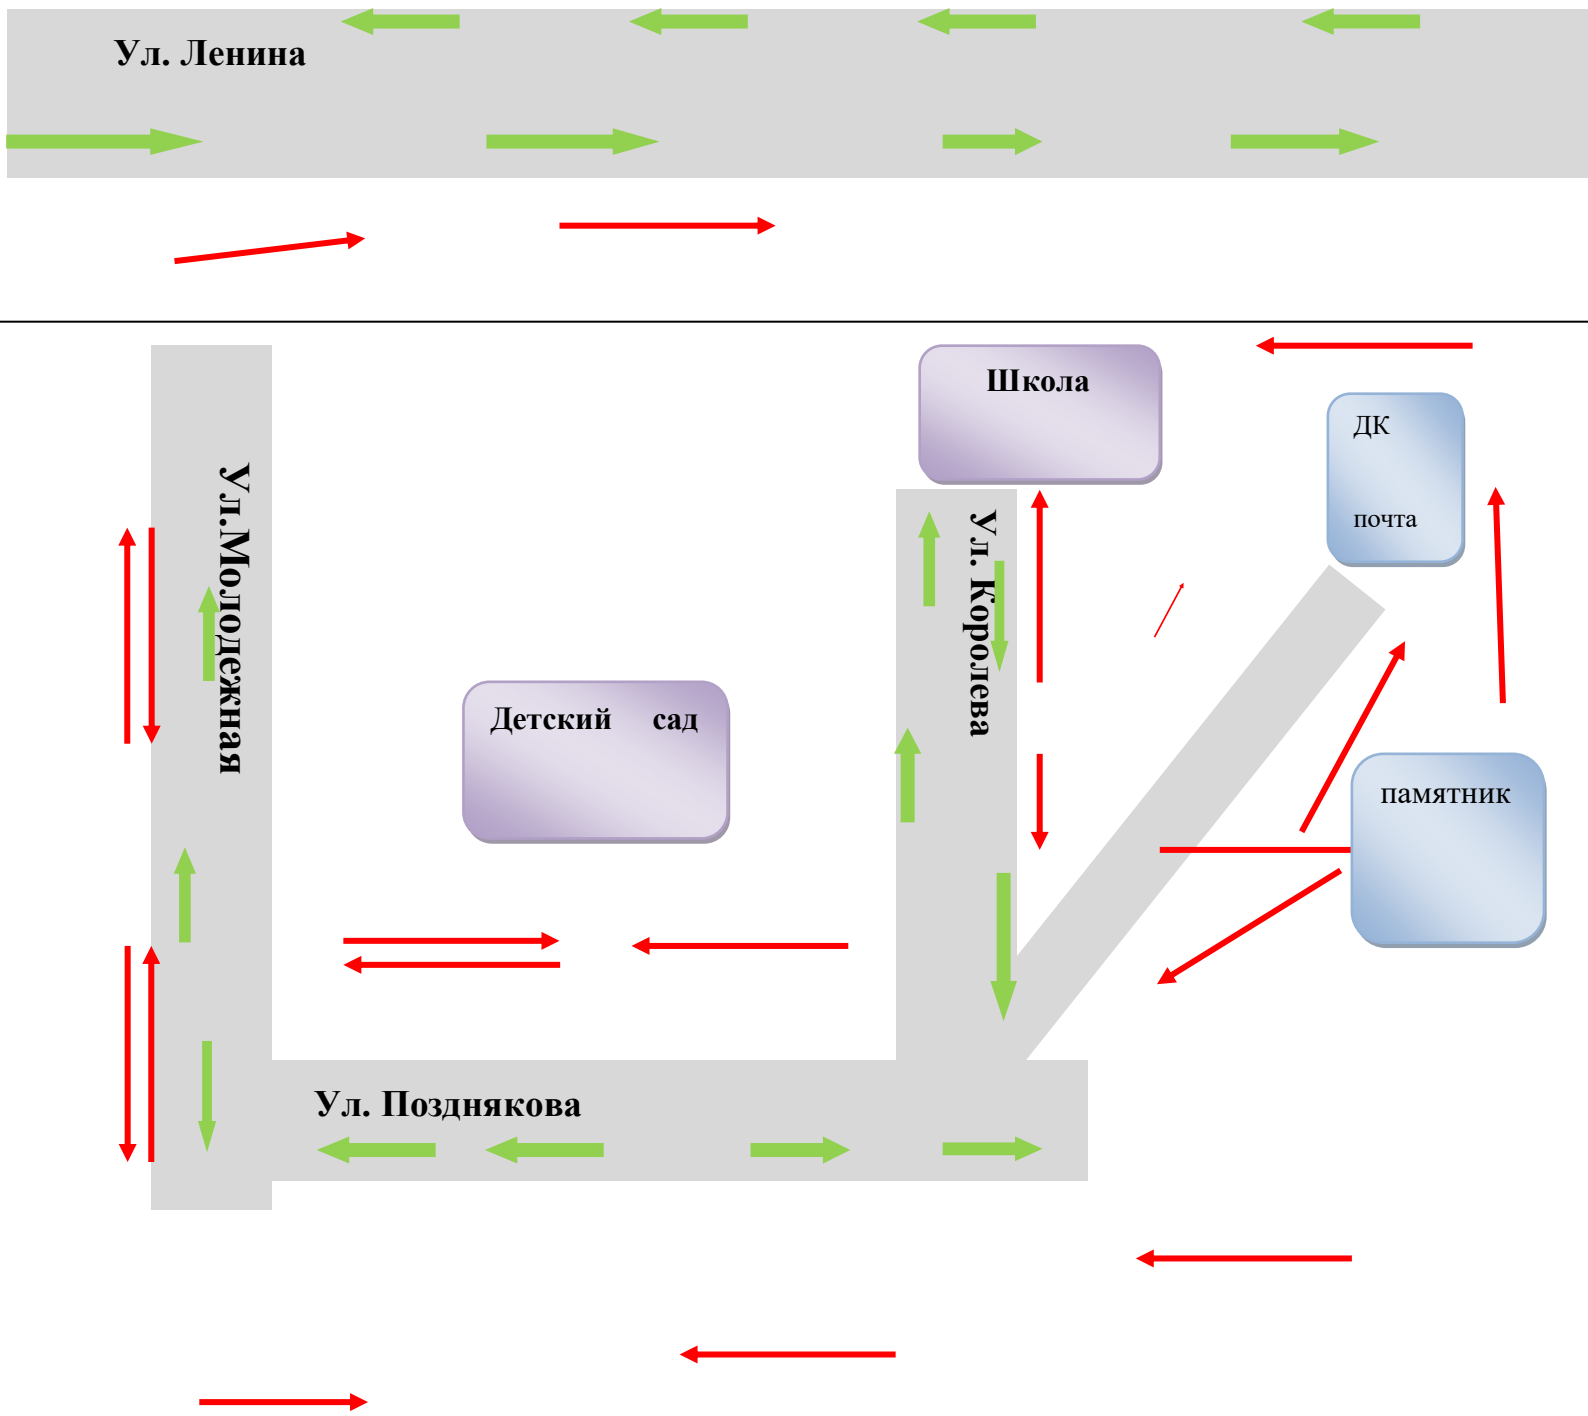 Ул. Ленина
Школа
ДК
почта
Ул.Молодежная
Ул. Королева
Детский сад
памятник
Ул. Позднякова